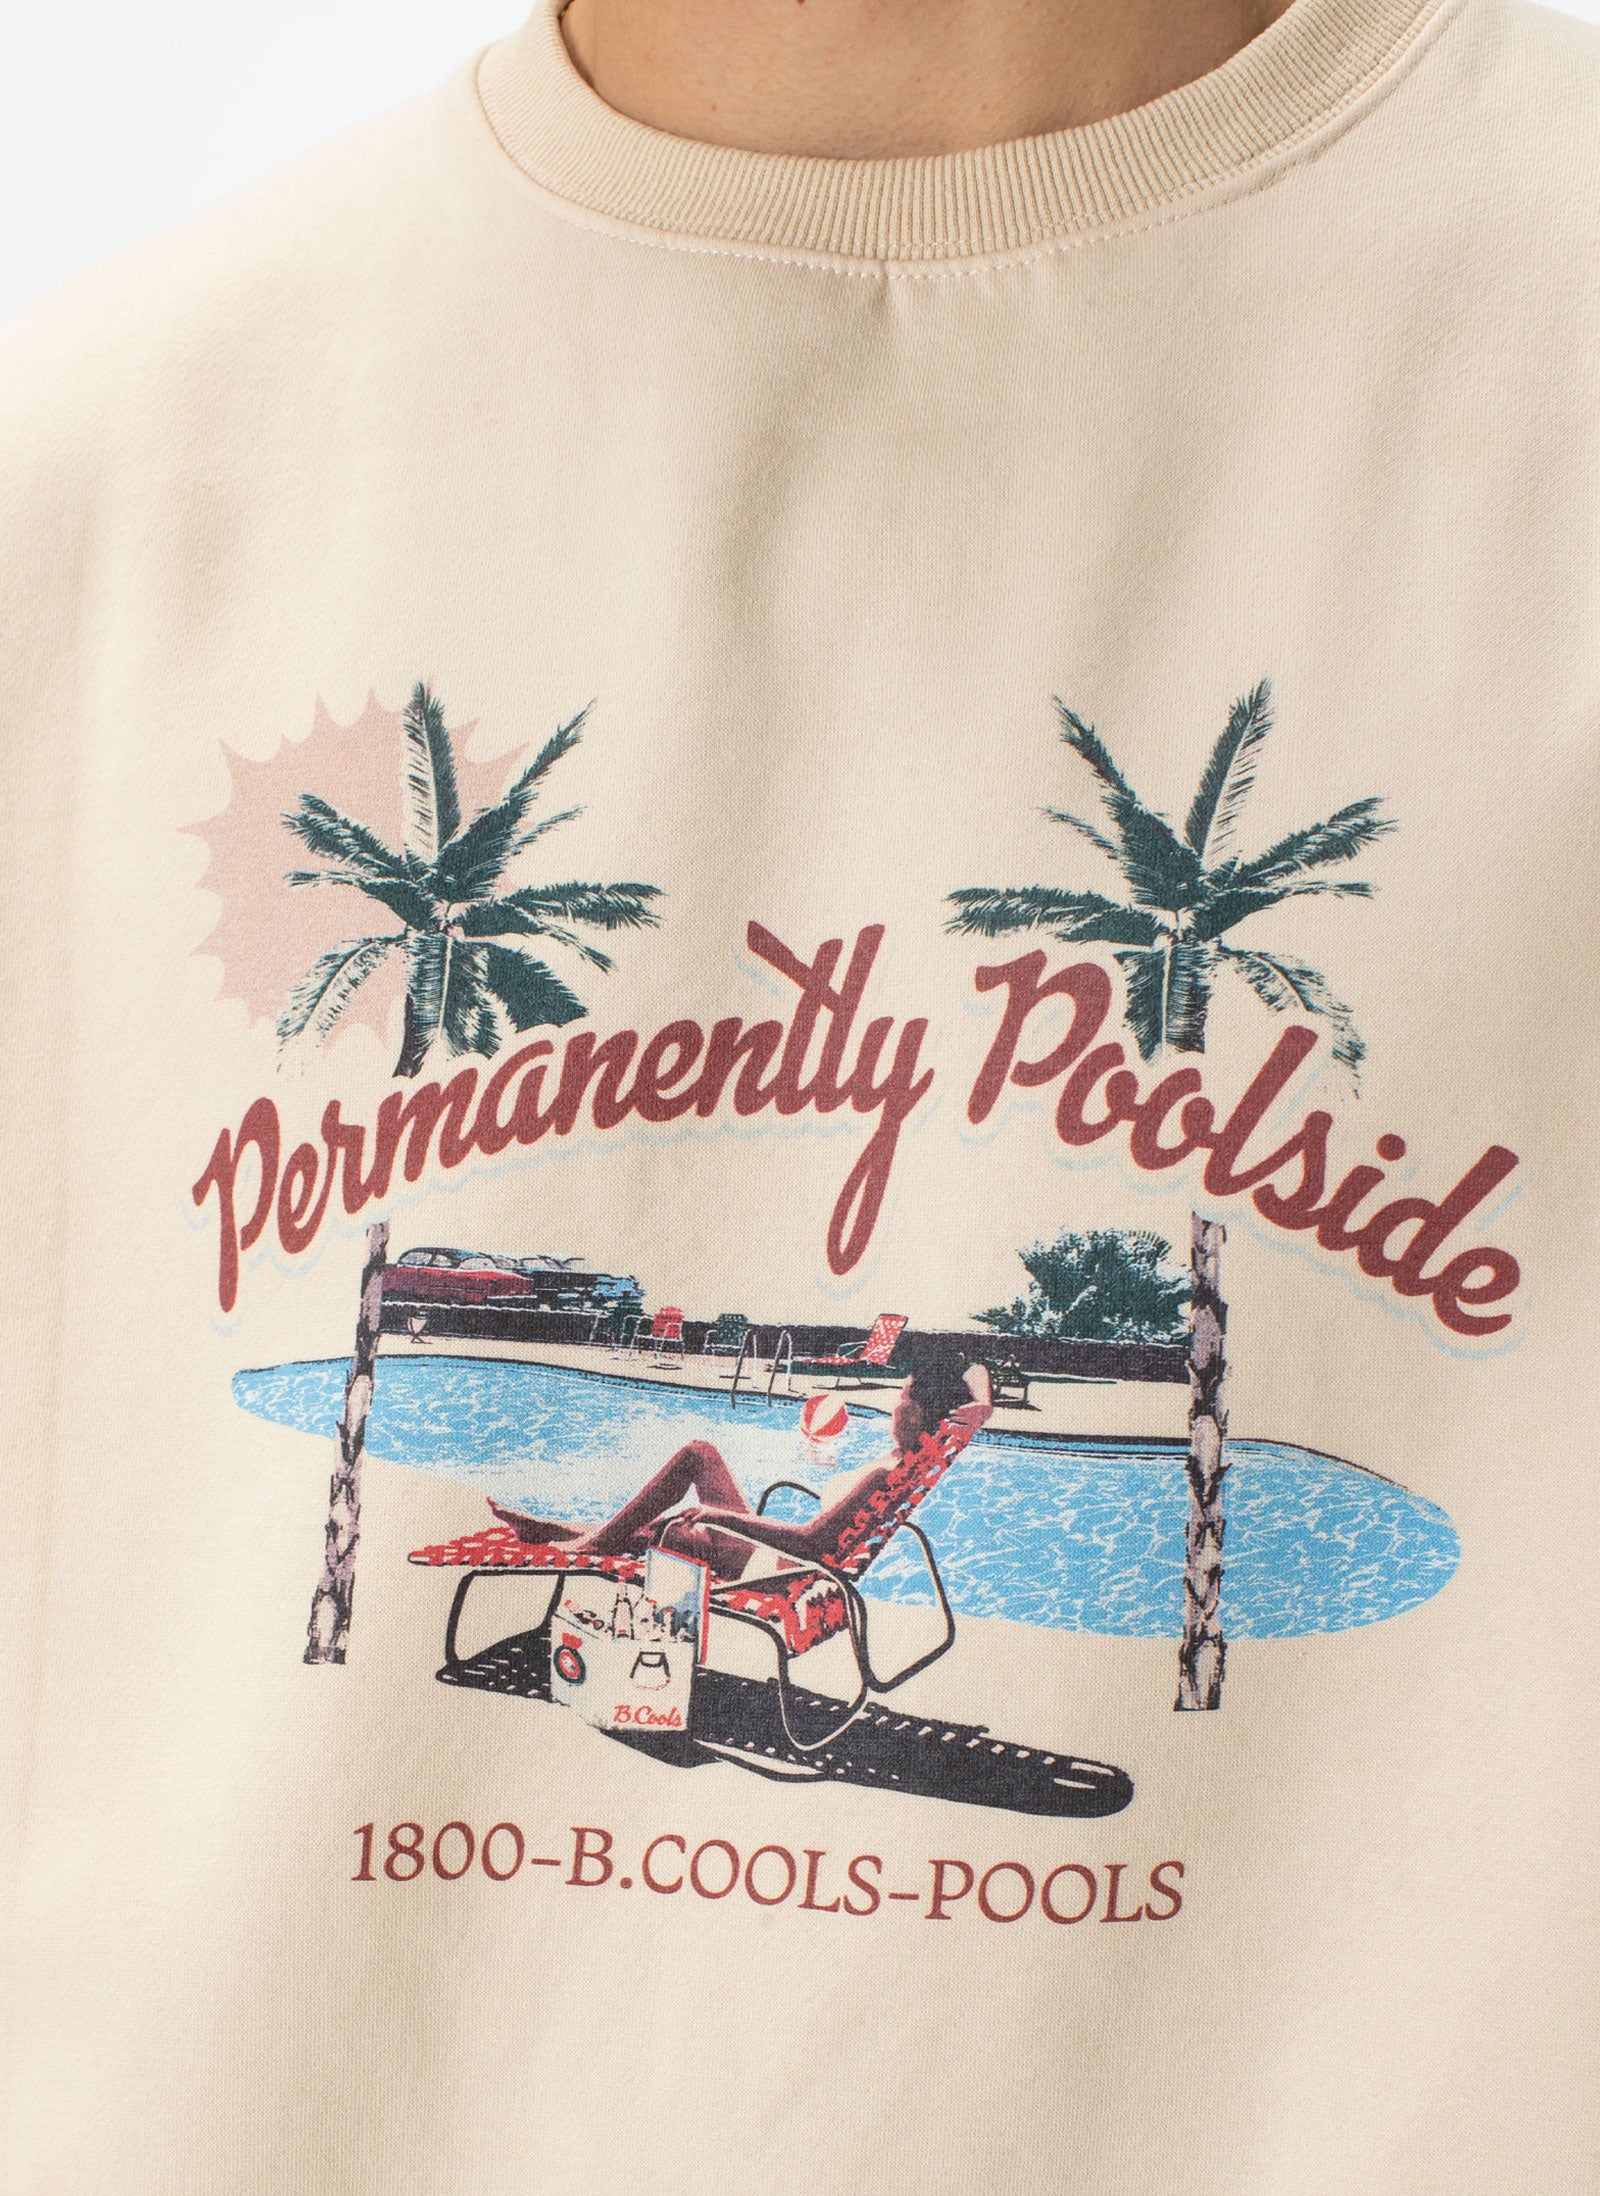 Permanently Poolside
B.Cools
1800-B.COOLS-POOLS